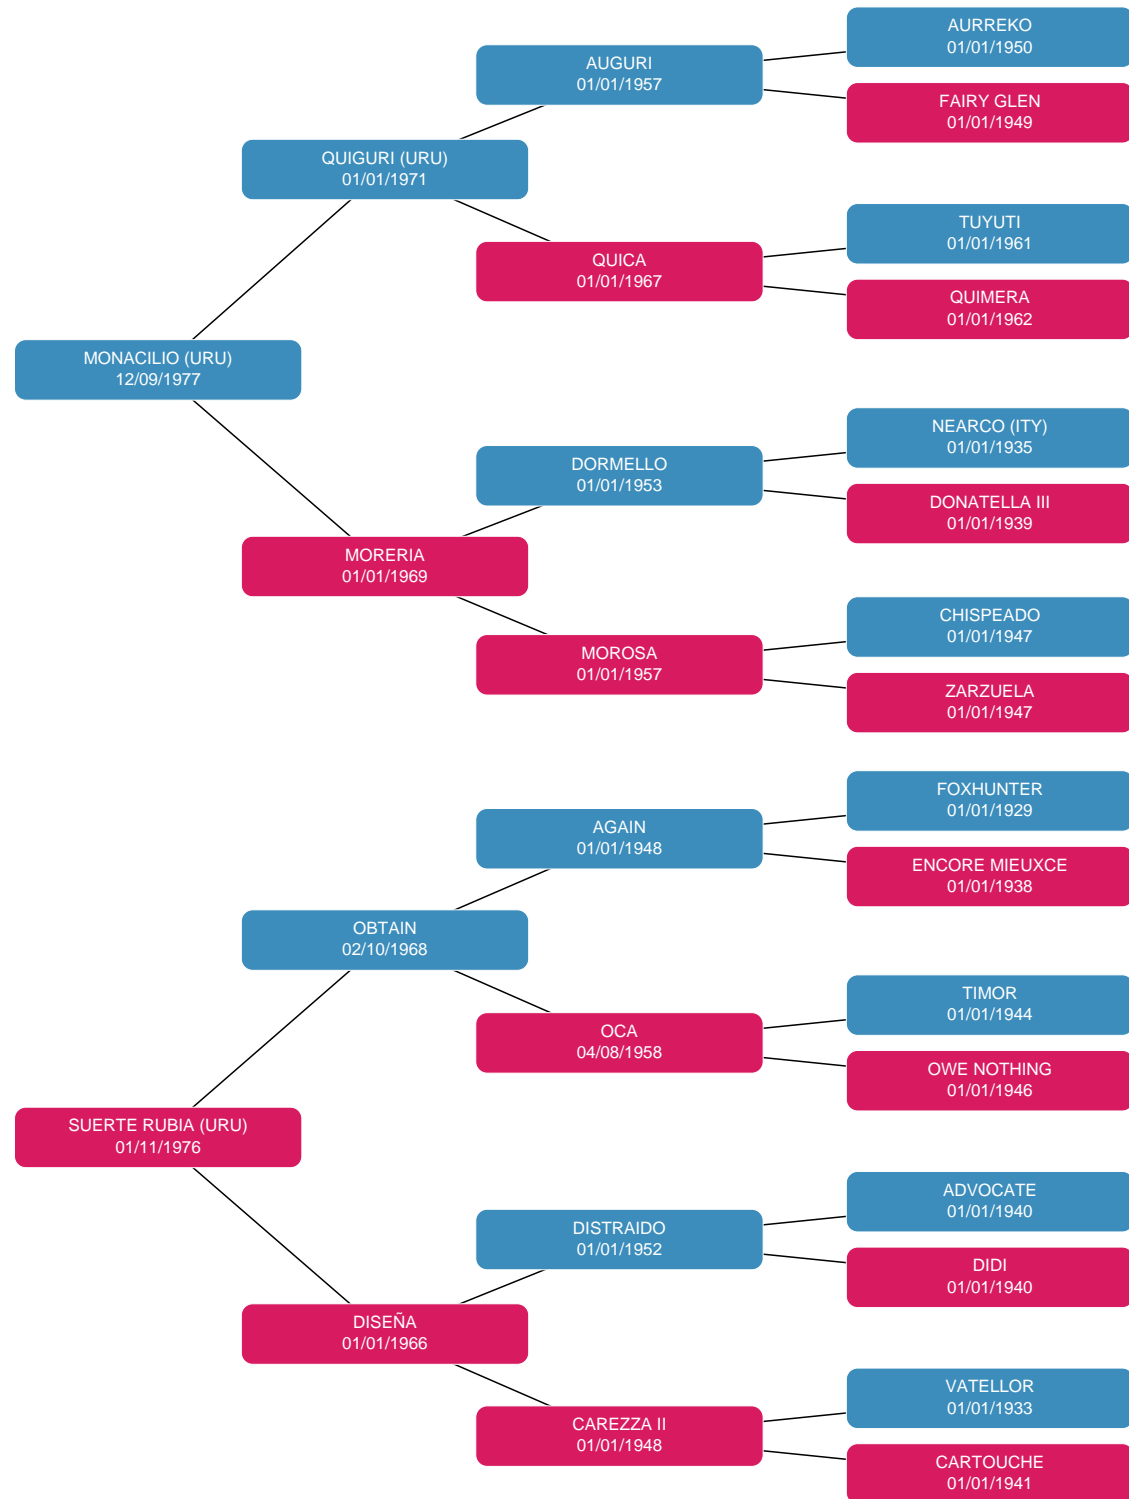 AURREKO
01/01/1950
AUGURI
01/01/1957
FAIRY GLEN
01/01/1949
QUIGURI (URU)
01/01/1971
TUYUTI
01/01/1961
QUICA
01/01/1967
QUIMERA
01/01/1962
MONACILIO (URU)
12/09/1977
NEARCO (ITY)
01/01/1935
DORMELLO
01/01/1953
DONATELLA III
01/01/1939
MORERIA
01/01/1969
CHISPEADO
01/01/1947
MOROSA
01/01/1957
ZARZUELA
01/01/1947
FOXHUNTER
01/01/1929
AGAIN
01/01/1948
ENCORE MIEUXCE
01/01/1938
OBTAIN
02/10/1968
TIMOR
01/01/1944
OCA
04/08/1958
OWE NOTHING
01/01/1946
SUERTE RUBIA (URU)
01/11/1976
ADVOCATE
01/01/1940
DISTRAIDO
01/01/1952
DIDI
01/01/1940
DISEÑA
01/01/1966
VATELLOR
01/01/1933
CAREZZA II
01/01/1948
CARTOUCHE
01/01/1941